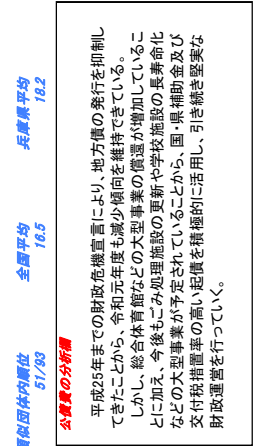 類似団体内順位 全国平均 兵庫県平均
51/93 16.5 18.2
公債費の分析欄
平成25年までの財政危機宣言により、地方債の発行を抑制し
てきたことから、令和元年度も減少傾向を維持できている。
しかし、総合体育館などの大型事業の償還が増加しているこ
とに加え、今後もごみ処理施設の更新や学校施設の長寿命化
などの大型事業が予定されていることから、国・県補助金及び
交付税措置率の高い起債を積極的に活用し、引き続き堅実な
財政運営を行っていく。